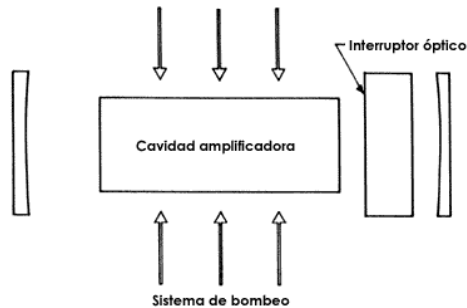 Interruptor óptico
Cavidad amplificadora
Sistema de bombeo